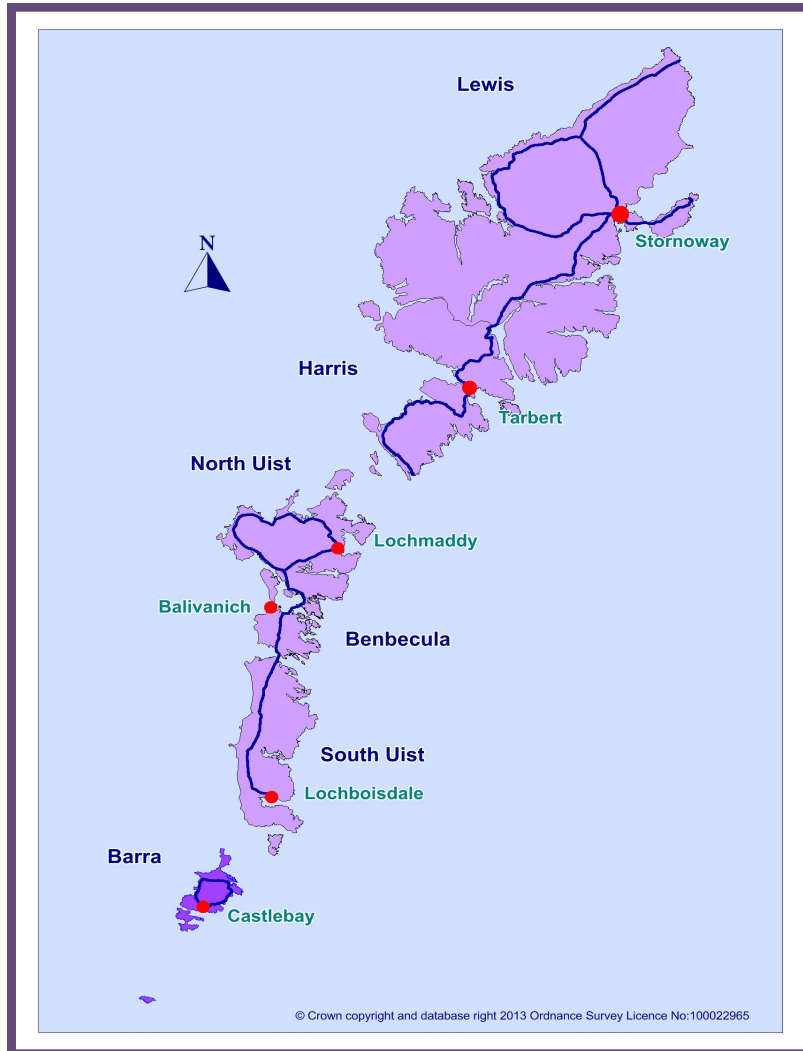 Lewis
Stornoway
N
Harris
Tarbert
North Uist
Lochmaddy
Balivanich
Benbecula
South Uist
Lochboisdale
Barra
Castlebay
© Crown copyright and database right 2013 Ordnance Survey Licence No:100022965